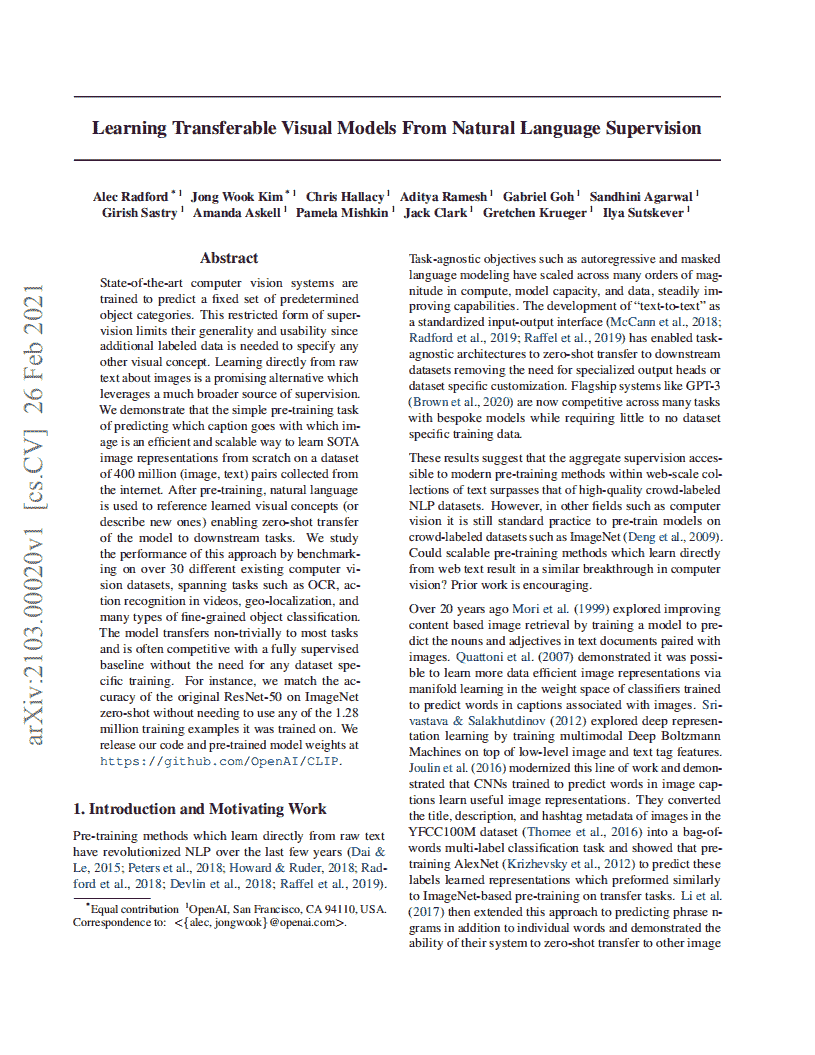 arXiv:2103.00020v1 [cs.CV] 26 Feb 2021
Learning Transferable Visual Models From Natural Language Supervision
Alec Radford * 1 Jong Wook Kim * 1 Chris Hallacy 1 Aditya Ramesh 1 Gabriel Goh 1 Sandhini Agarwal 1
Girish Sastry 1 Amanda Askell 1 Pamela Mishkin 1 Jack Clark 1 Gretchen Krueger 1 Ilya Sutskever 1
Abstract
State-of-the-art computer vision systems are
trained to predict a fixed set of predetermined
object categories. This restricted form of super-
vision limits their generality and usability since
additional labeled data is needed to specify any
other visual concept. Learning directly from raw
text about images is a promising alternative which
leverages a much broader source of supervision.
We demonstrate that the simple pre-training task
of predicting which caption goes with which im-
age is an efficient and scalable way to learn SOTA
image representations from scratch on a dataset
of 400 million (image, text) pairs collected from
the internet. After pre-training, natural language
is used to reference learned visual concepts (or
describe new ones) enabling zero-shot transfer
of the model to downstream tasks. We study
the performance of this approach by benchmark-
ing on over 30 different existing computer vi-
sion datasets, spanning tasks such as OCR, ac-
tion recognition in videos, geo-localization, and
many types of fine-grained object classification.
The model transfers non-trivially to most tasks
and is often competitive with a fully supervised
baseline without the need for any dataset spe-
cific training. For instance, we match the ac-
curacy of the original ResNet-50 on ImageNet
zero-shot without needing to use any of the 1.28
million training examples it was trained on. We
release our code and pre-trained model weights at
https://github.com/OpenAI/CLIP.
1. Introduction and Motivating Work
Pre-training methods which learn directly from raw text
have revolutionized NLP over the last few years (Dai &
Le, 2015; Peters et al., 2018; Howard & Ruder, 2018; Rad-
ford et al., 2018; Devlin et al., 2018; Raffel et al., 2019).
*Equal contribution 1OpenAI, San Francisco, CA 94110, USA.
Correspondence to: <{alec, jongwook}@openai.com>.
Task-agnostic objectives such as autoregressive and masked
language modeling have scaled across many orders of mag-
nitude in compute, model capacity, and data, steadily im-
proving capabilities. The development of “text-to-text” as
a standardized input-output interface (McCann et al., 2018;
Radford et al., 2019; Raffel et al., 2019) has enabled task-
agnostic architectures to zero-shot transfer to downstream
datasets removing the need for specialized output heads or
dataset specific customization. Flagship systems like GPT-3
(Brown et al., 2020) are now competitive across many tasks
with bespoke models while requiring little to no dataset
specific training data.
These results suggest that the aggregate supervision acces-
sible to modern pre-training methods within web-scale col-
lections of text surpasses that of high-quality crowd-labeled
NLP datasets. However, in other fields such as computer
vision it is still standard practice to pre-train models on
crowd-labeled datasets such as ImageNet (Deng et al., 2009).
Could scalable pre-training methods which learn directly
from web text result in a similar breakthrough in computer
vision? Prior work is encouraging.
Over 20 years ago Mori et al. (1999) explored improving
content based image retrieval by training a model to pre-
dict the nouns and adjectives in text documents paired with
images. Quattoni et al. (2007) demonstrated it was possi-
ble to learn more data efficient image representations via
manifold learning in the weight space of classifiers trained
to predict words in captions associated with images. Sri-
vastava & Salakhutdinov (2012) explored deep represen-
tation learning by training multimodal Deep Boltzmann
Machines on top of low-level image and text tag features.
Joulin et al. (2016) modernized this line of work and demon-
strated that CNNs trained to predict words in image cap-
tions learn useful image representations. They converted
the title, description, and hashtag metadata of images in the
YFCC100M dataset (Thomee et al., 2016) into a bag-of-
words multi-label classification task and showed that pre-
training AlexNet (Krizhevsky et al., 2012) to predict these
labels learned representations which preformed similarly
to ImageNet-based pre-training on transfer tasks. Li et al.
(2017) then extended this approach to predicting phrase n-
grams in addition to individual words and demonstrated the
ability of their system to zero-shot transfer to other image